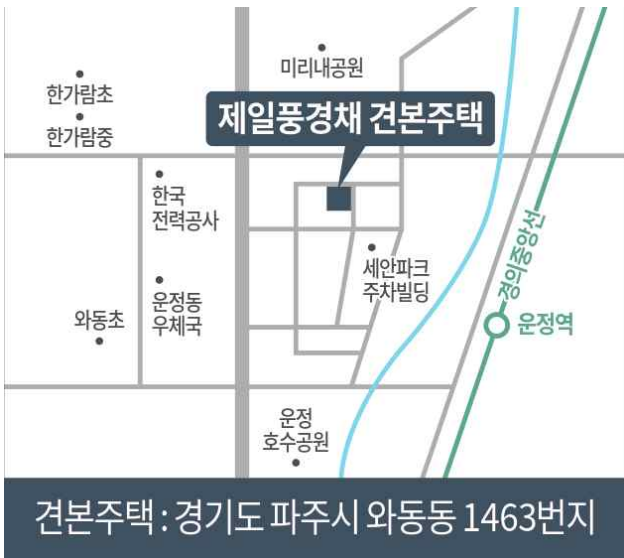 미리내공원
한가람초
한가람중
제일풍경채 견본주택
한국
전력공사
세안파크
주차빌딩
경의중앙선
운정동
우체국
와동초
운정역
운정
호수공원
견본주택 : 경기도 파주시 와동동 1463번지